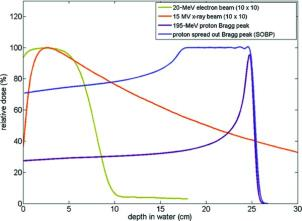 20-MeV electron beam (10 x 10)
15 MV x-ray beam (10 x 10)
195-MeV proton Bragg peak
proton spread out Bragg peak (SOBP)
relative dose (%)
100
80
60
40
20
0
0
5
10
15
20
25
30
depth in water (cm)